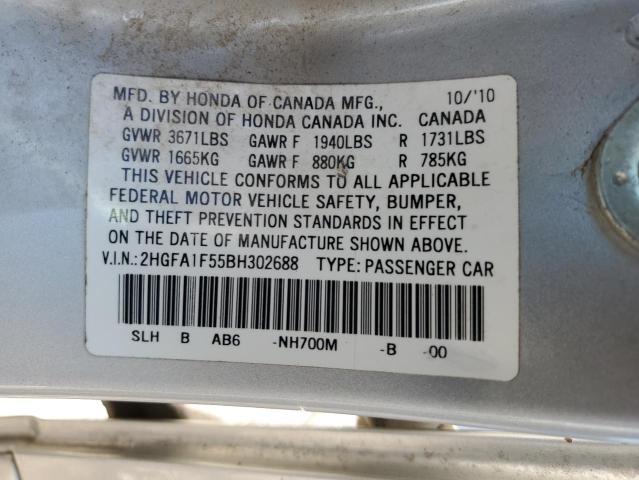 MFD. BY HONDA OF CANADA MFG., 10/'10
A DIVISION OF HONDA CANADA INC. CANADA
GVWR 3671LBS GAWR F 1940LBS R 1731LBS
GVWR 1665KG GAWR F 880KG R 785KG
THIS VEHICLE CONFORMS TO ALL APPLICABLE
FEDERAL MOTOR VEHICLE SAFETY, BUMPER,
AND THEFT PREVENTION STANDARDS IN EFFECT
ON THE DATE OF MANUFACTURE SHOWN ABOVE.
V.I.N.: 2HGFA1F55BH302688 TYPE: PASSENGER CAR
SLH B AB6 -NH700M -B -00